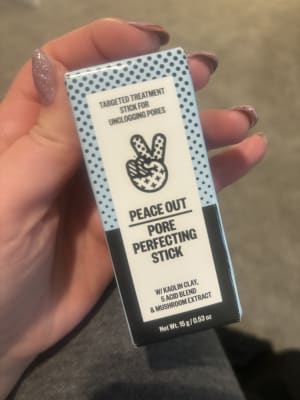 TARGETED TREATMENT
STICK FOR
UNCLOGGING PORES
PEACE OUT
PORE
PERFECTING
STICK
W/ KAOLIN CLAY,
5 ACID BLEND
& MUSHROOM EXTRACT
Net Wt. 15 g / 0.53 oz